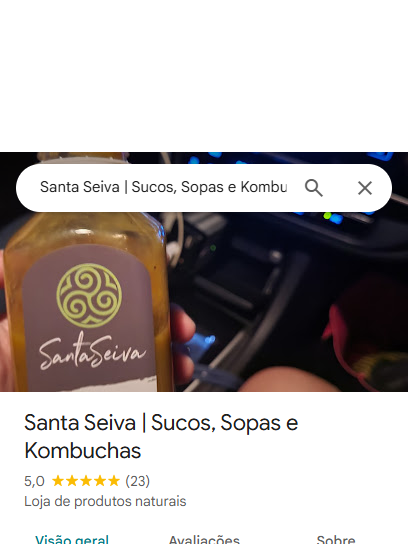 Santa Seiva | Sucos, Sopas e Kombu
SantaSeiva
Santa Seiva | Sucos, Sopas e
Kombuchas
5,0 ★★★★★ (23)
Loja de produtos naturais
Visão geral Avaliações Sobre